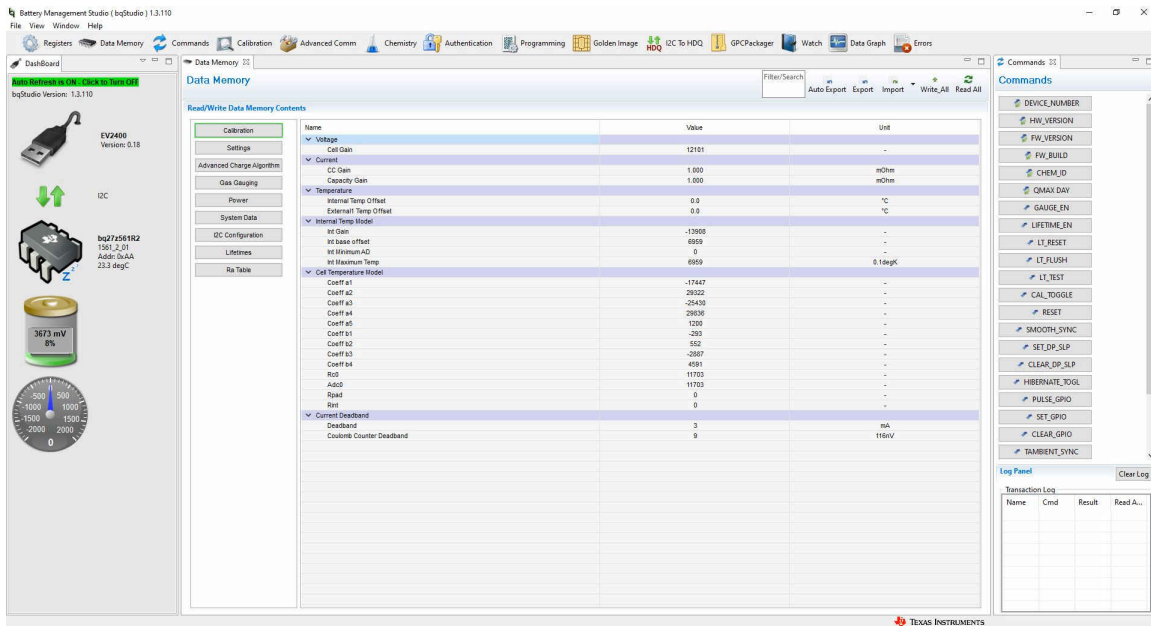 Battery Management Studio ( bqStudio ) 1.3.110
File View Window Help
Registers Data Memory Commands Calibration Advanced Comm Chemistry Authentication Programming Golden Image HDQ I2C To HDQ GPCPackager Watch Data Graph Errors
DashBoard
Auto Refresh is ON - Click to Turn OFF
bqStudio Version: 1.3.110
EV2400
Version: 0.18
I2C
bq27z561R2
1561_2_01
Addr: 0xAA
23.3 degC
Z z z
3673 mV
8%
-500 500
-1000 1000
-1500 1500
-2000 2000
0
Data Memory
Data Memory
Filter/Search
Auto Export Export Import Write_All Read All
Read/Write Data Memory Contents
Calibration
Settings
Advanced Charge Algorithm
Gas Gauging
Power
System Data
I2C Configuration
Lifetimes
Ra Table
Name Value Unit
Voltage
Cell Gain 12101 -
Current
CC Gain 1.000 mOhm
Capacity Gain 1.000 mOhm
Temperature
Internal Temp Offset 0.0 °C
External1 Temp Offset 0.0 °C
Internal Temp Model
Int Gain -13908 -
Int base offset 6959 -
Int Minimum AD 0 -
Int Maximum Temp 6959 0.1degK
Cell Temperature Model
Coeff a1 -17447 -
Coeff a2 29322 -
Coeff a3 -25430 -
Coeff a4 29836 -
Coeff a5 1200 -
Coeff b1 -293 -
Coeff b2 552 -
Coeff b3 -2887 -
Coeff b4 4591 -
Rc0 11703 -
Adc0 11703 -
Rpad 0 -
Rint 0 -
Current Deadband
Deadband 3 mA
Coulomb Counter Deadband 9 116nV
Commands
Commands
DEVICE_NUMBER
HW_VERSION
FW_VERSION
FW_BUILD
CHEM_ID
QMAX DAY
GAUGE_EN
LIFETIME_EN
LT_RESET
LT_FLUSH
LT_TEST
CAL_TOGGLE
RESET
SMOOTH_SYNC
SET_DP_SLP
CLEAR_DP_SLP
HIBERNATE_TOGL
PULSE_GPIO
SET_GPIO
CLEAR_GPIO
TAMBIENT_SYNC
Log Panel
Clear Log
Transaction Log
Name Cmd Result Read A...
TEXAS INSTRUMENTS